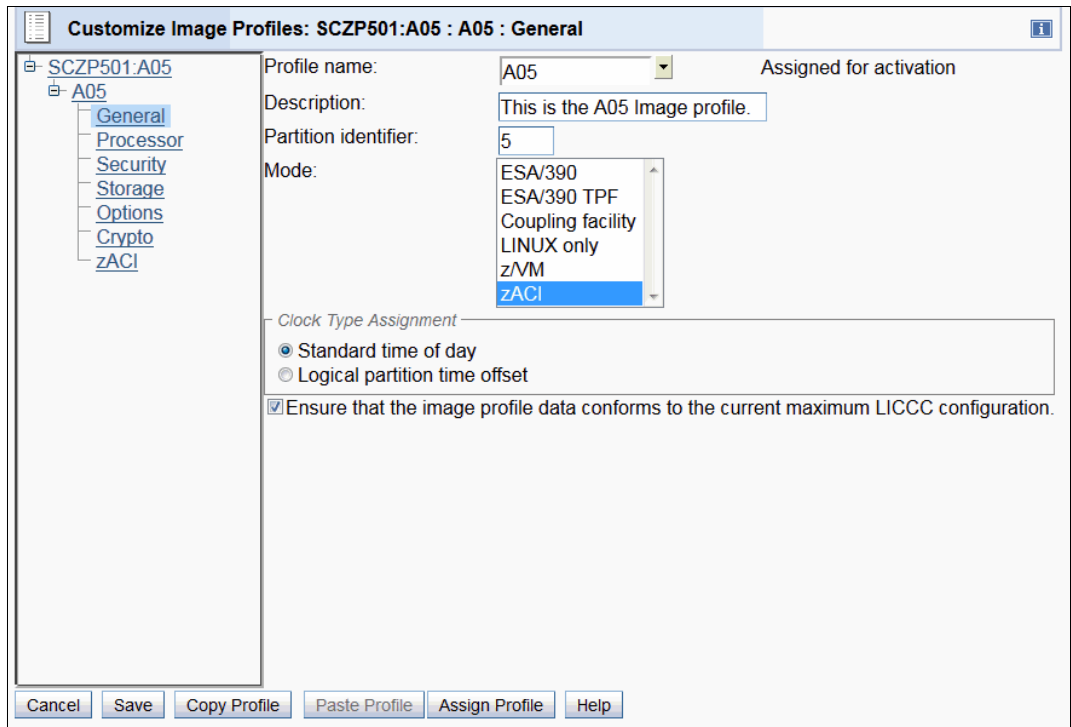 Customize Image Profiles: SCZP501:A05 : A05 : General
i
SCZP501:A05
A05
General
Processor
Security
Storage
Options
Crypto
zACI
Profile name:
A05
Assigned for activation
Description:
This is the A05 Image profile.
Partition identifier:
5
Mode:
ESA/390
ESA/390 TPF
Coupling facility
LINUX only
z/VM
zACI
Clock Type Assignment
Standard time of day
Logical partition time offset
Ensure that the image profile data conforms to the current maximum LICCC configuration.
Cancel Save Copy Profile Paste Profile Assign Profile Help